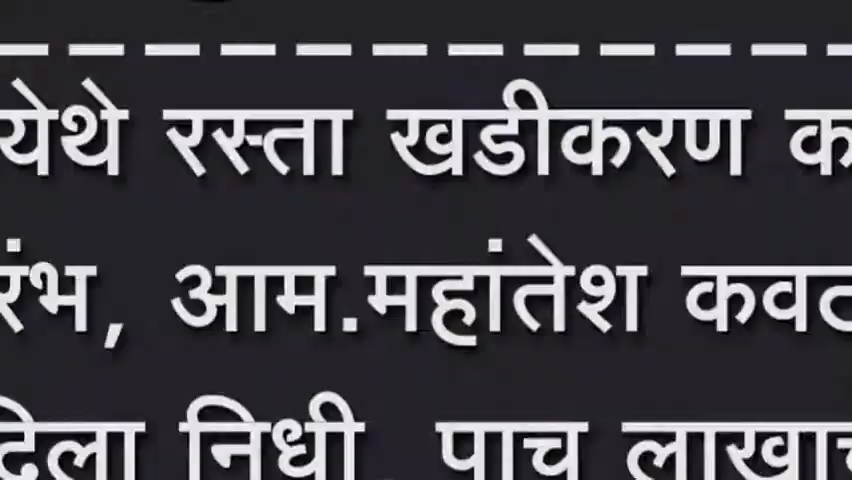 येथे रस्ता खडीकरण क
रंभ, आम.महांतेश कव
दिला निधी पाच लाखा